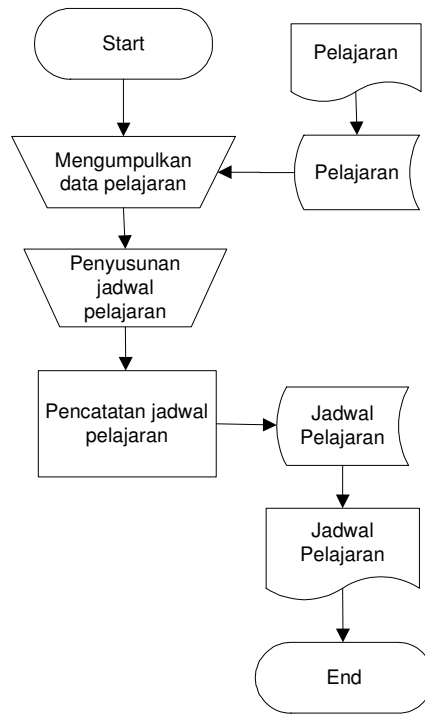 Start
Pelajaran
Mengumpulkan
data pelajaran
Pelajaran
Penyusunan
jadwal
pelajaran
Pencatatan jadwal
pelajaran
Jadwal
Pelajaran
Jadwal
Pelajaran
End